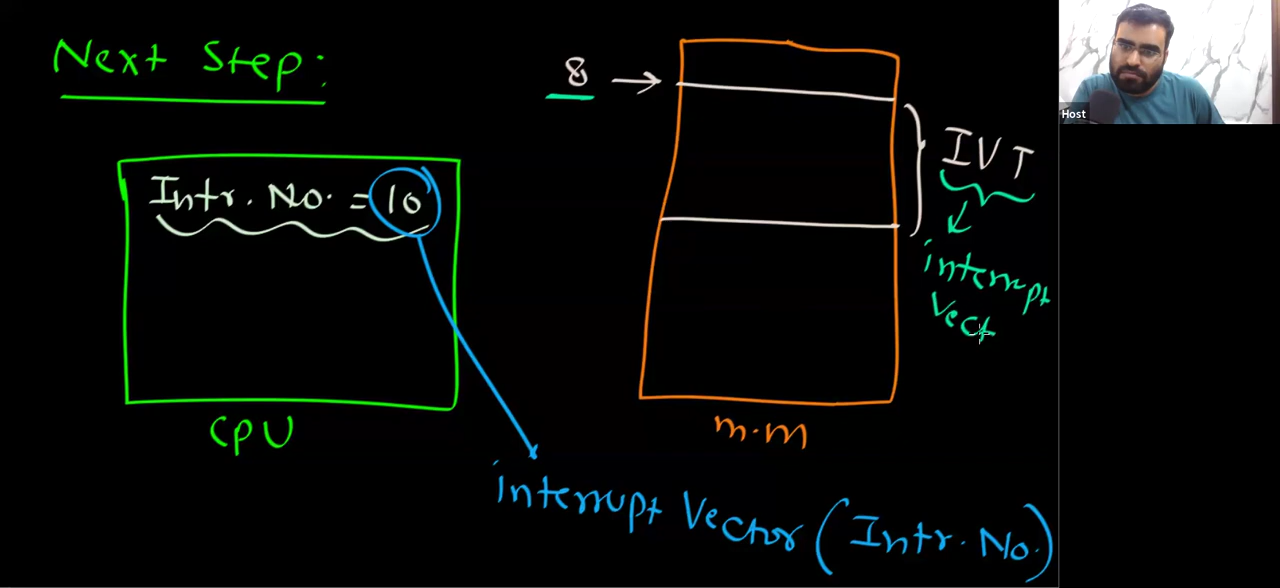 Next Step:
8 →
Intr. No. = 10
IVT
interrupt
Vect
CPU
m.m
interrupt Vector (Intr. No.)
Host